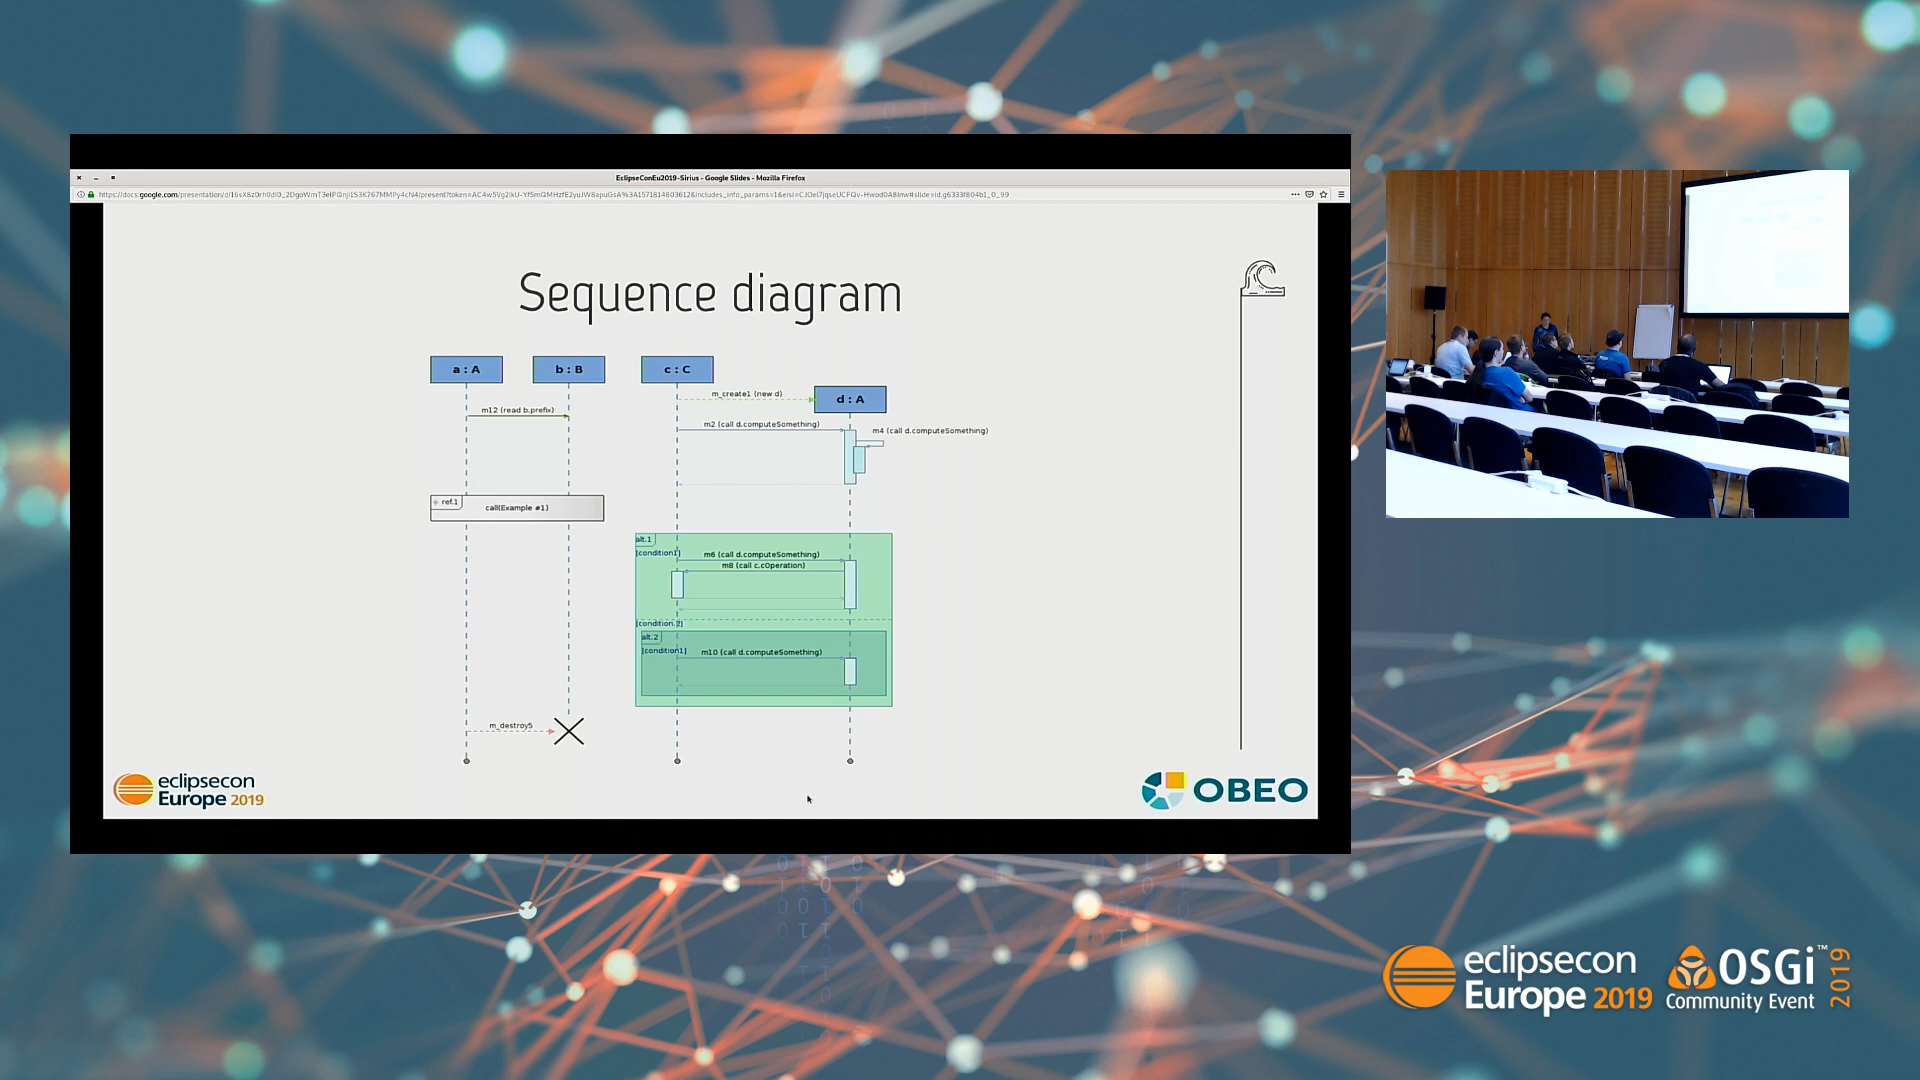 EclipseConEu2019-Sirius - Google Slides - Mozilla Firefox
Sequence diagram
a : A
b : B
c : C
m_create1 (new d)
d : A
m12 (read b.prefix)
m2 (call d.computeSomething)
m4 (call d.computeSomething)
ref.1
call(Example #1)
alt.1
[condition1]
m6 (call d.computeSomething)
m8 (call c.cOperation)
[condition.2]
alt.2
[condition1]
m10 (call d.computeSomething)
m_destroy5
eclipsecon
Europe 2019
OBEO
eclipsecon
Europe 2019
OSGi™
Community Event
2019